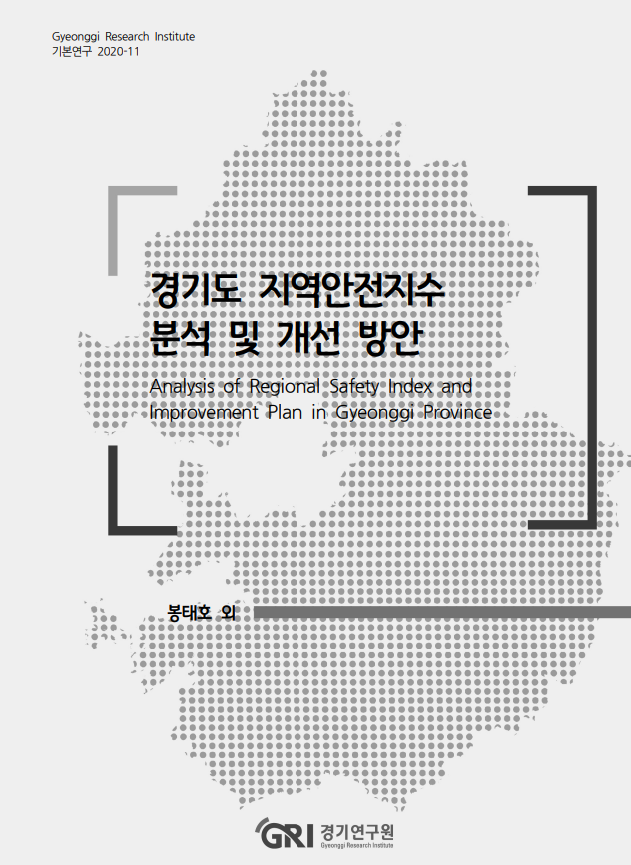 Gyeonggi Research Institute
기본연구 2020-11
경기도 지역안전지수
분석 및 개선 방안
Analysis of Regional Safety Index and
Improvement Plan in Gyeonggi Province
봉태호 외
GRI 경기연구원
Gyeonggi Research Institute